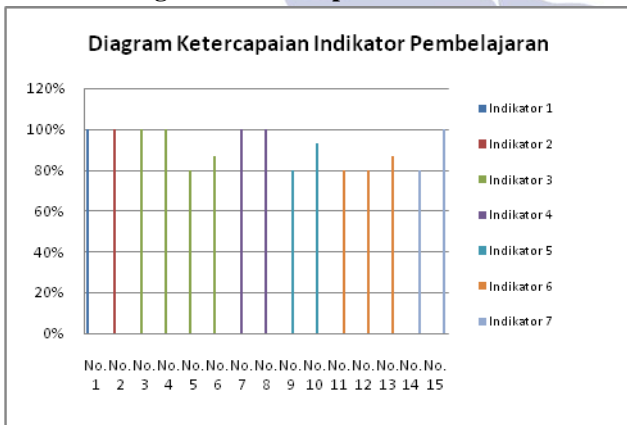 Diagram Ketercapaian Indikator Pembelajaran
120%
100%
80%
60%
40%
20%
0%
No. No. No. No. No. No. No. No. No. No. No. No. No. No. No.
1 2 3 4 5 6 7 8 9 10 11 12 13 14 15
Indikator 1
Indikator 2
Indikator 3
Indikator 4
Indikator 5
Indikator 6
Indikator 7